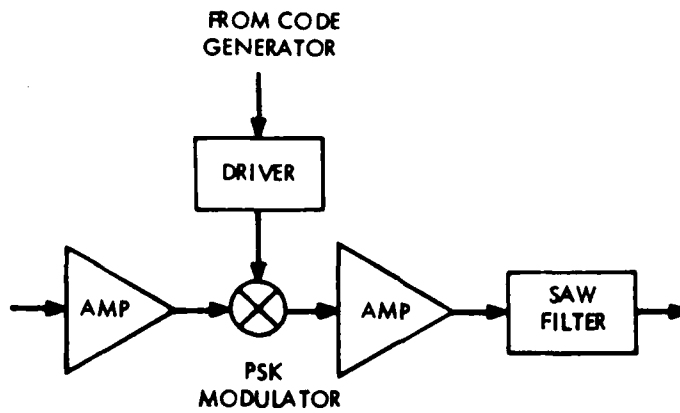 FROM CODE
GENERATOR
DRIVER
AMP
PSK
MODULATOR
AMP
SAW
FILTER